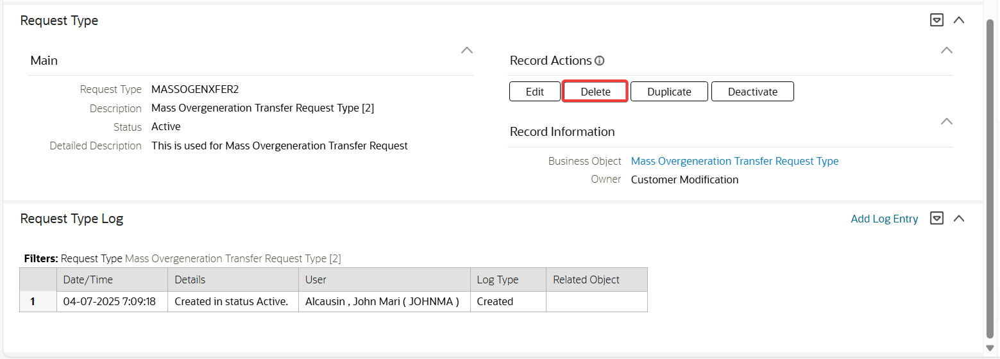 Request Type
Main
Request Type MASSOGENXFER2
Description Mass Overgeneration Transfer Request Type [2]
Status Active
Detailed Description This is used for Mass Overgeneration Transfer Request
Record Actions
Edit Delete Duplicate Deactivate
Record Information
Business Object Mass Overgeneration Transfer Request Type
Owner Customer Modification
Request Type Log
Add Log Entry
Filters: Request Type Mass Overgeneration Transfer Request Type [2]
Date/Time Details User Log Type Related Object
1 04-07-2025 7:09:18 Created in status Active. Alcausin , John Mari ( JOHNMA ) Created